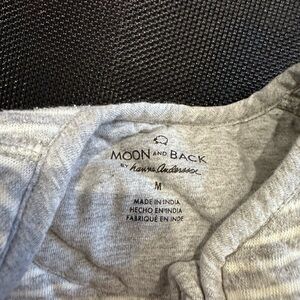 MOON AND BACK
BY hanna Andersson
M
MADE IN INDIA
HECHO EN INDIA
FABRIQUÉ EN INDE